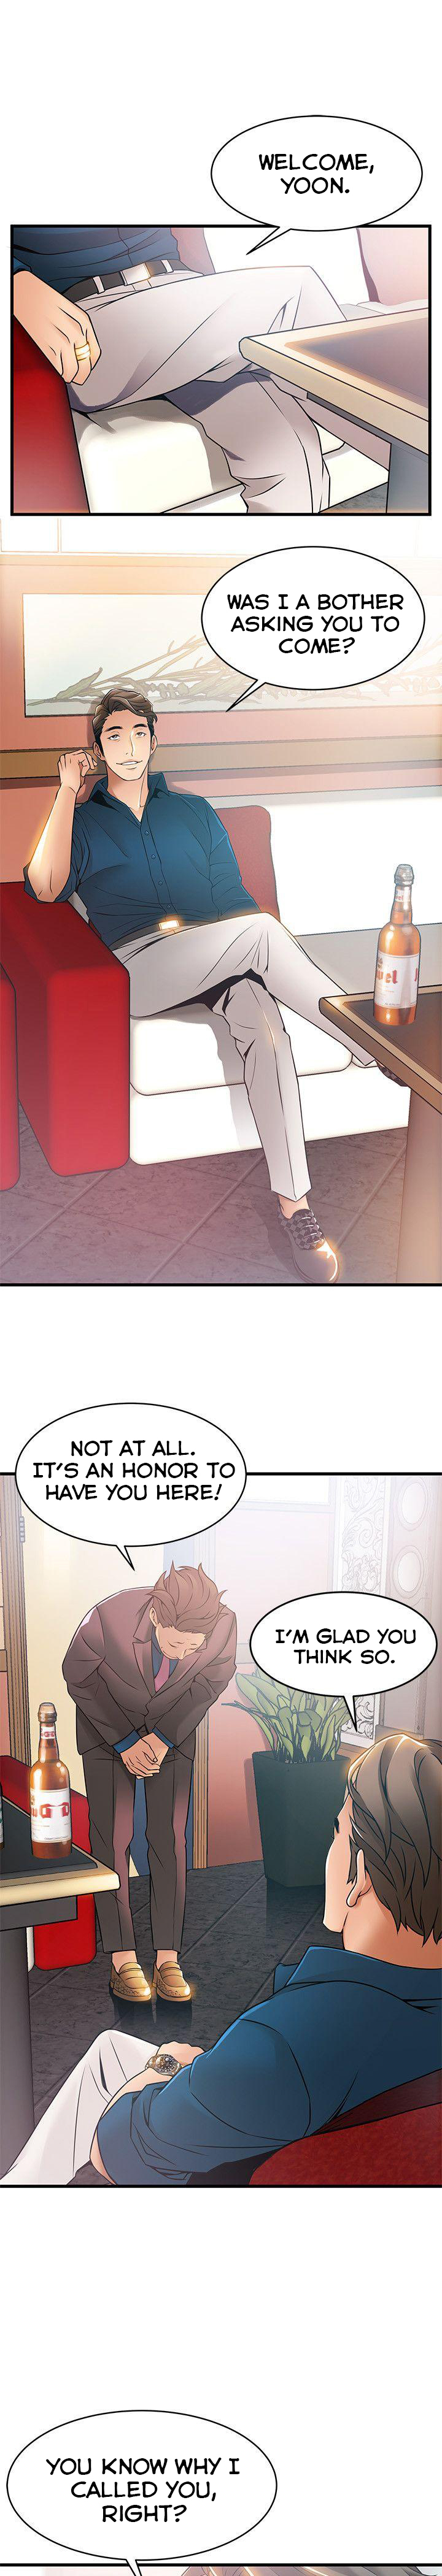 WELCOME,
YOON.
WAS I A BOTHER
ASKING YOU TO
COME?
NOT AT ALL.
IT'S AN HONOR TO
HAVE YOU HERE!
I'M GLAD YOU
THINK SO.
YOU KNOW WHY I
CALLED YOU,
RIGHT?